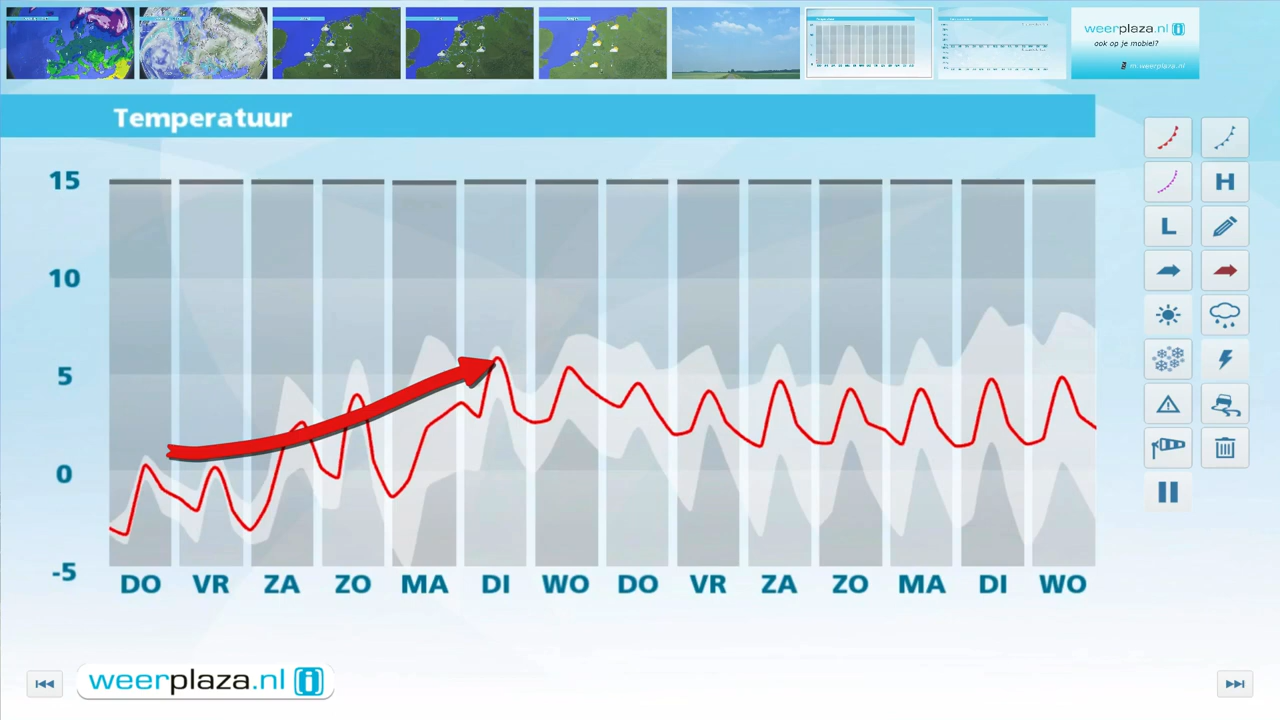 weerplaza.nl
ook op je mobiel?
m.weerplaza.nl
Temperatuur
15
10
5
0
-5
DO VR ZA ZO MA DI WO DO VR ZA ZO MA DI WO
H
L
weerplaza.nl